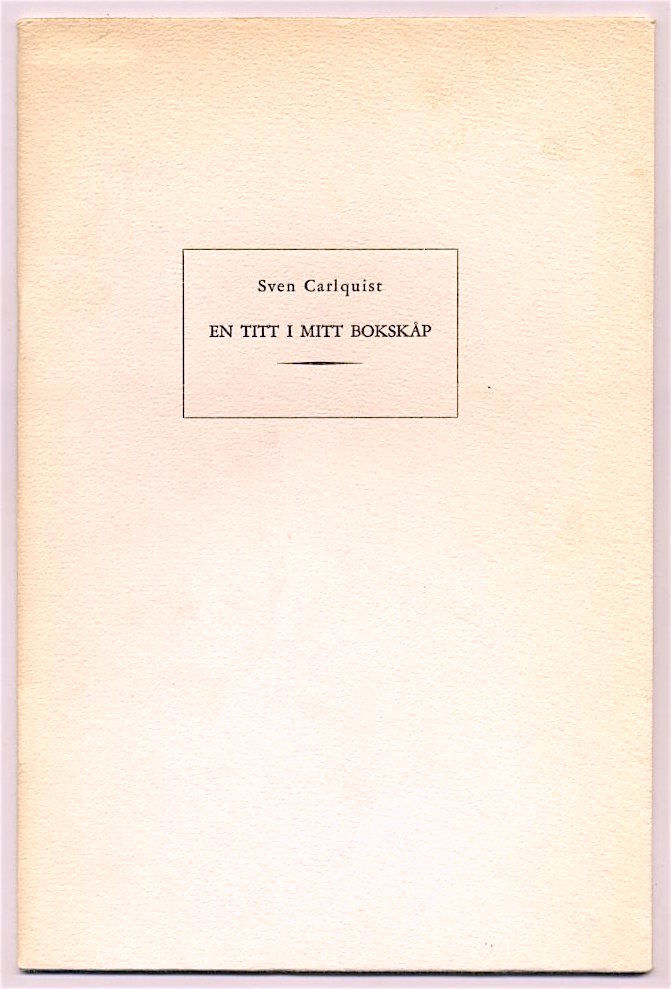 Sven Carlquist
EN TITT I MITT BOKSKÅP